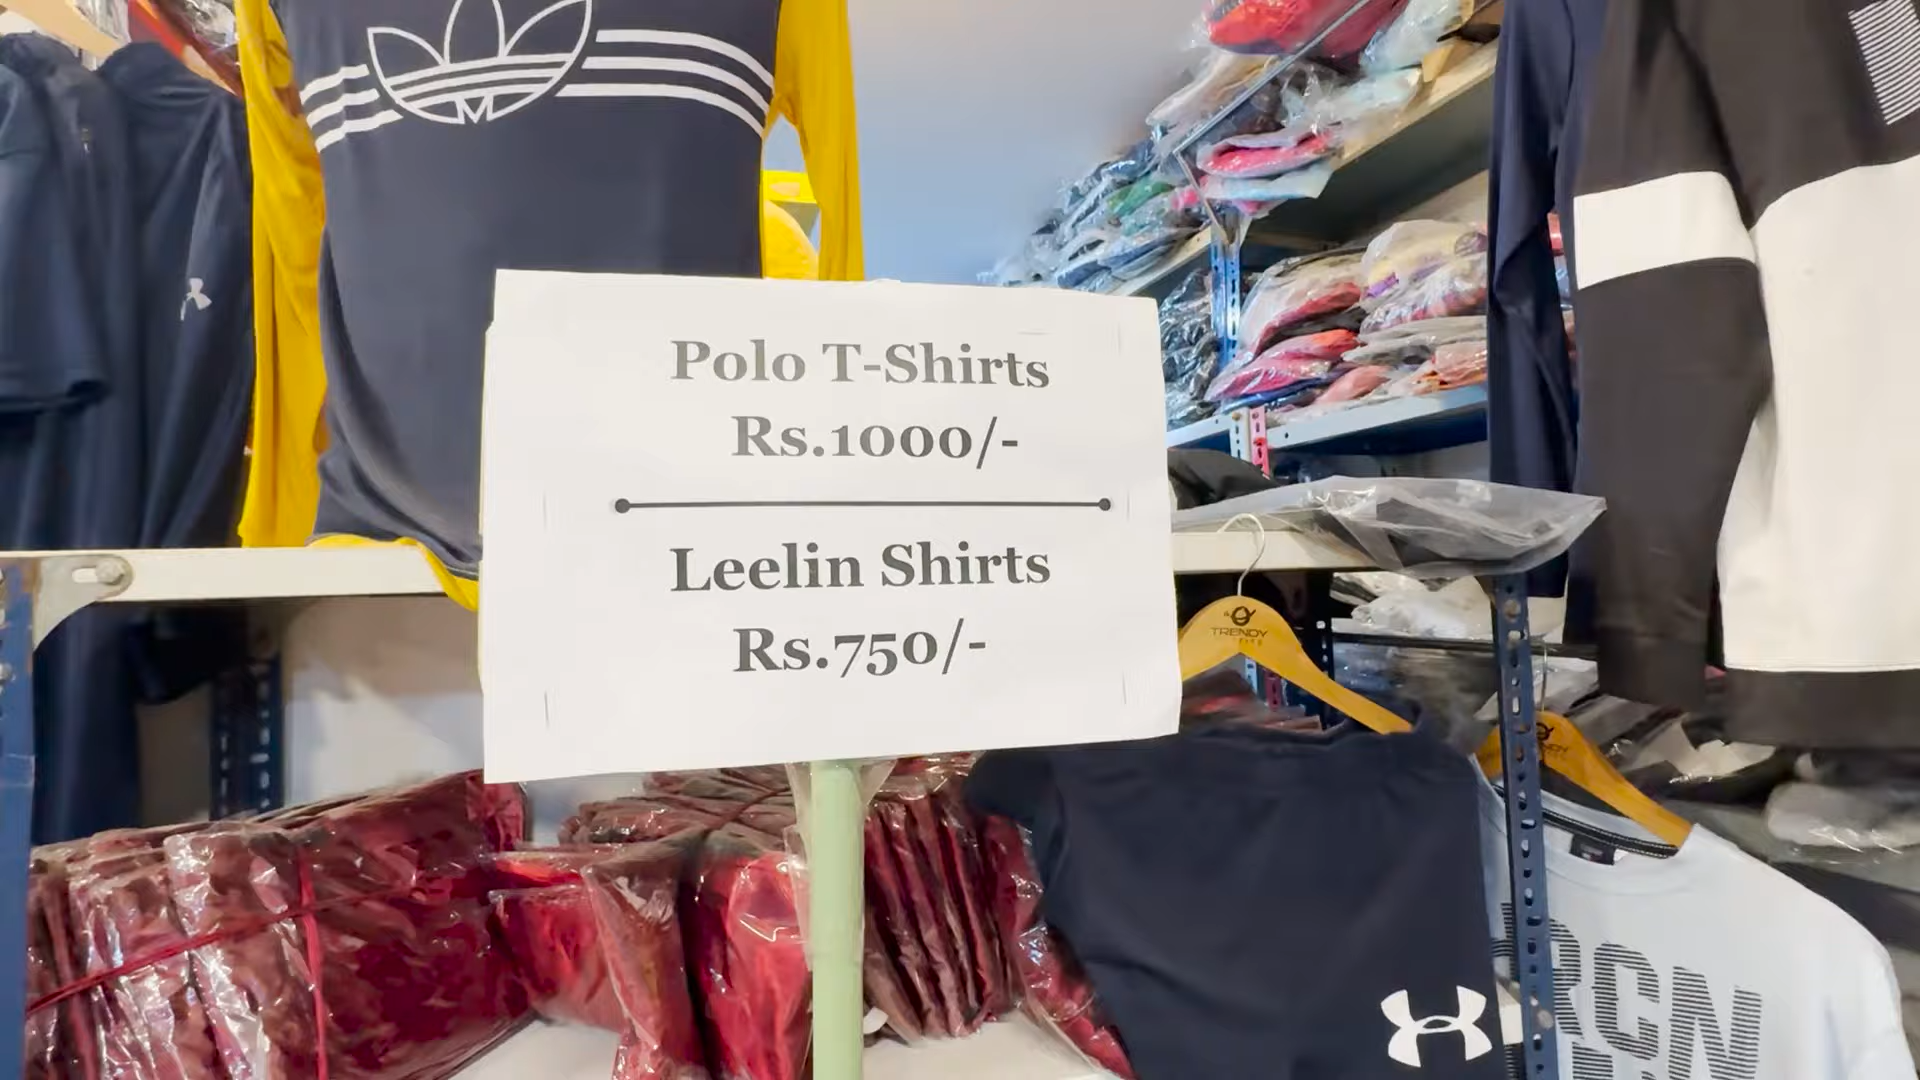 Polo T-Shirts
Rs.1000/-
Leelin Shirts
Rs.750/-
TRENDY
RCN